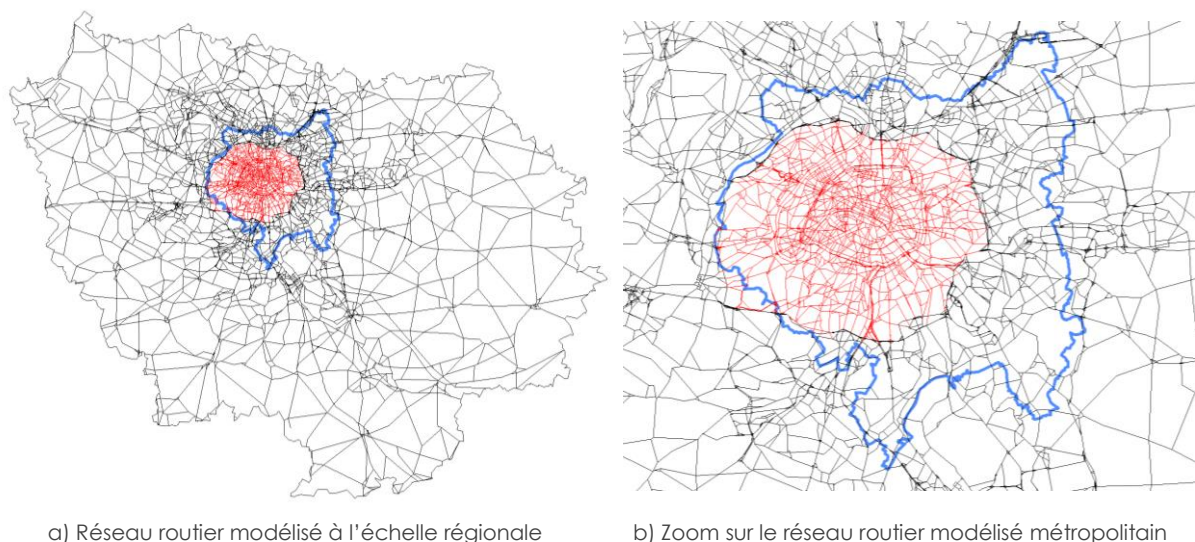 a) Réseau routier modélisé à l'échelle régionale
b) Zoom sur le réseau routier modélisé métropolitain